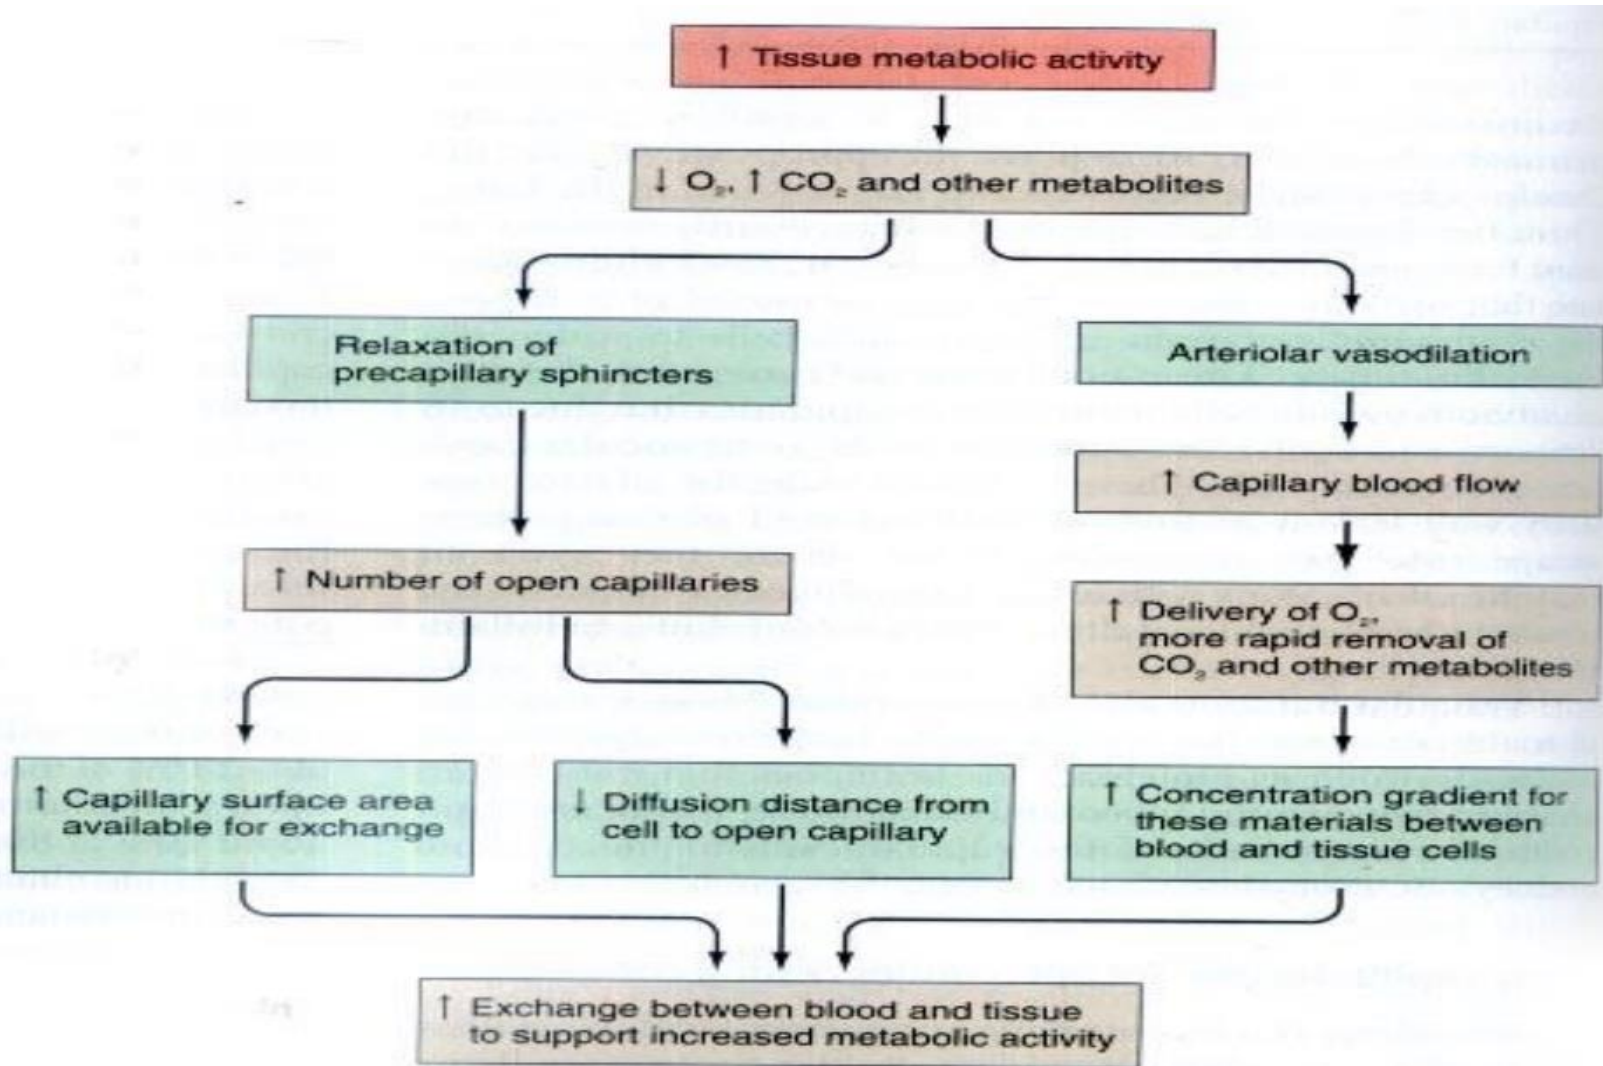 ↑ Tissue metabolic activity
↓ O₂, ↑ CO₂ and other metabolites
Relaxation of
precapillary sphincters
Arteriolar vasodilation
↑ Capillary blood flow
↑ Number of open capillaries
↑ Delivery of O₂,
more rapid removal of
CO₂ and other metabolites
↑ Capillary surface area
available for exchange
↓ Diffusion distance from
cell to open capillary
↑ Concentration gradient for
these materials between
blood and tissue cells
↑ Exchange between blood and tissue
to support increased metabolic activity